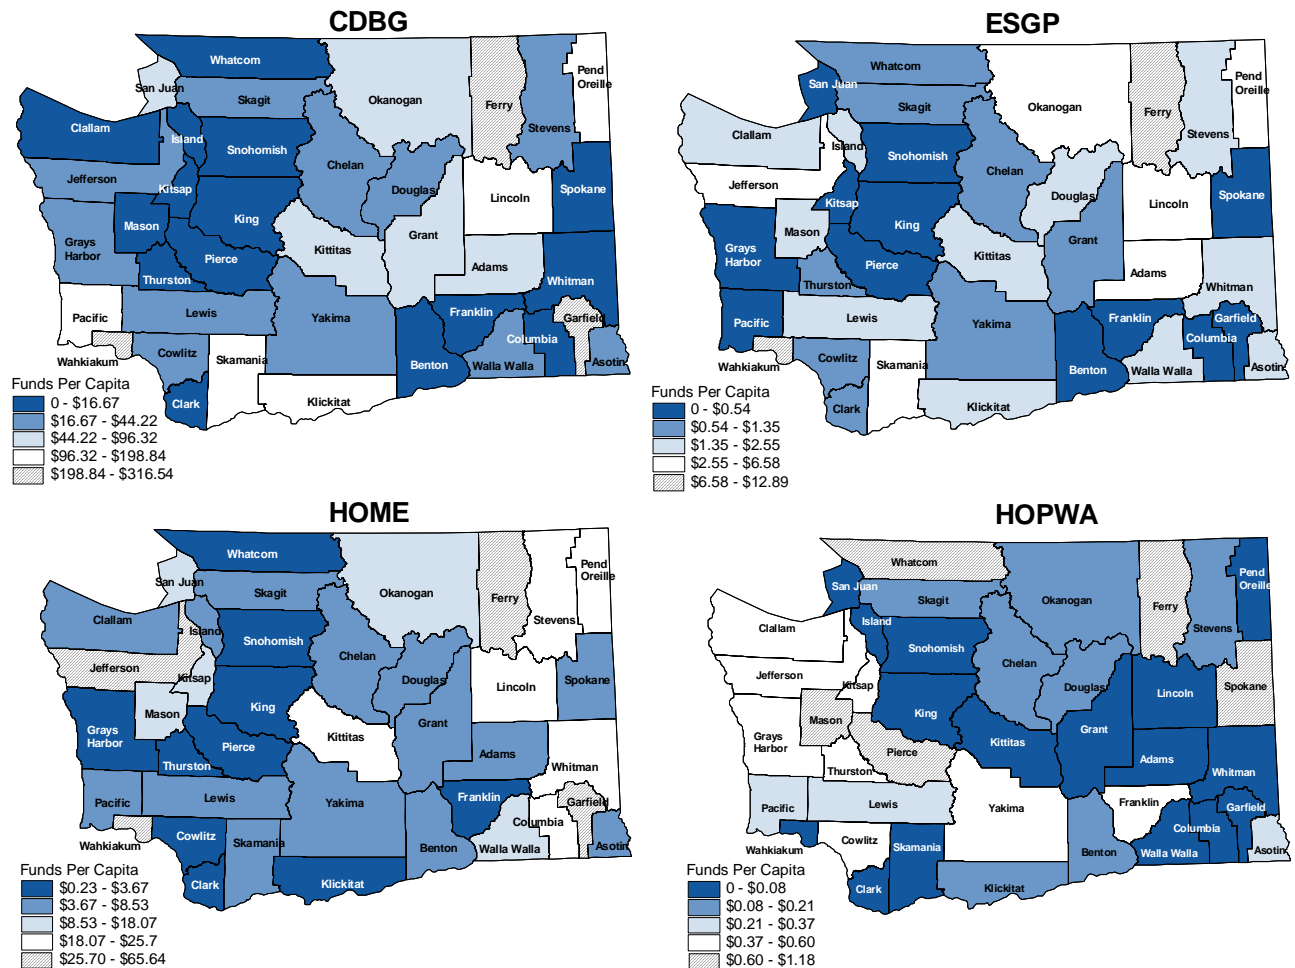 CDBG
Whatcom
San Juan
Skagit
Okanogan
Ferry
Pend
Oreille
Stevens
Clallam
Island
Snohomish
Chelan
Jefferson
Kitsap
Douglas
Lincoln
Spokane
Mason
King
Grays
Harbor
Kittitas
Grant
Pierce
Adams
Thurston
Whitman
Pacific
Lewis
Yakima
Franklin
Garfield
Columbia
Wahkiakum
Cowlitz
Skamania
Benton
Walla Walla
Asotin
Clark
Klickitat
Funds Per Capita
0 - $16.67
$16.67 - $44.22
$44.22 - $96.32
$96.32 - $198.84
$198.84 - $316.54
ESGP
Whatcom
San Juan
Skagit
Okanogan
Ferry
Pend
Oreille
Stevens
Clallam
Island
Snohomish
Chelan
Jefferson
Kitsap
Douglas
Lincoln
Spokane
Mason
King
Grays
Harbor
Kittitas
Grant
Pierce
Adams
Thurston
Whitman
Pacific
Lewis
Yakima
Franklin
Garfield
Columbia
Wahkiakum
Cowlitz
Skamania
Benton
Walla Walla
Asotin
Clark
Klickitat
Funds Per Capita
0 - $0.54
$0.54 - $1.35
$1.35 - $2.55
$2.55 - $6.58
$6.58 - $12.89
HOME
Whatcom
San Juan
Skagit
Okanogan
Ferry
Pend
Oreille
Stevens
Clallam
Island
Snohomish
Chelan
Jefferson
Kitsap
Douglas
Lincoln
Spokane
Mason
King
Grays
Harbor
Kittitas
Grant
Pierce
Adams
Thurston
Whitman
Pacific
Lewis
Yakima
Franklin
Garfield
Columbia
Wahkiakum
Cowlitz
Skamania
Benton
Walla Walla
Asotin
Clark
Klickitat
Funds Per Capita
$0.23 - $3.67
$3.67 - $8.53
$8.53 - $18.07
$18.07 - $25.7
$25.70 - $65.64
HOPWA
Whatcom
San Juan
Skagit
Okanogan
Ferry
Pend
Oreille
Stevens
Clallam
Island
Snohomish
Chelan
Jefferson
Kitsap
Douglas
Lincoln
Spokane
Mason
King
Grays
Harbor
Kittitas
Grant
Pierce
Adams
Thurston
Whitman
Pacific
Lewis
Yakima
Franklin
Garfield
Columbia
Wahkiakum
Cowlitz
Skamania
Benton
Walla Walla
Asotin
Clark
Klickitat
Funds Per Capita
0 - $0.08
$0.08 - $0.21
$0.21 - $0.37
$0.37 - $0.60
$0.60 - $1.18